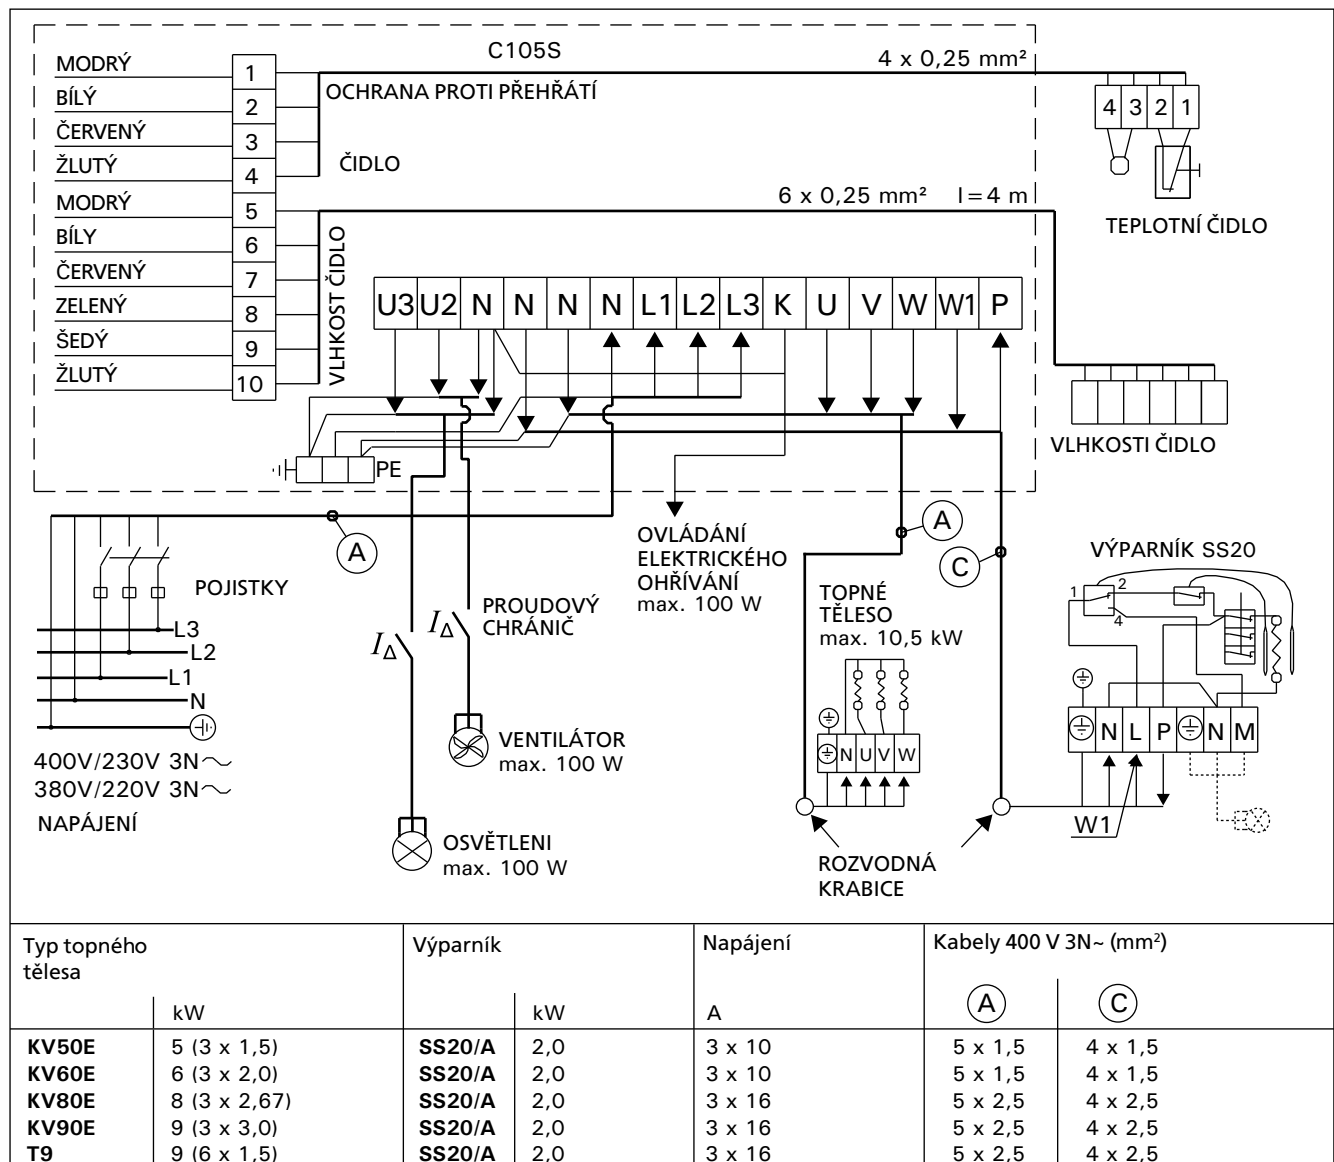 C105S
4 x 0,25 mm²
MODRÝ 1
OCHRANA PROTI PŘEHŘÁTÍ
BÍLÝ 2
ČERVENÝ 3
ŽLUTÝ 4
ČIDLO
4 3 2 1
TEPLOTNÍ ČIDLO
MODRÝ 5
6 x 0,25 mm² l=4 m
BÍLY 6
ČERVENÝ 7
ZELENÝ 8
ŠEDÝ 9
ŽLUTÝ 10
VLHKOST ČIDLO
U3 U2 N N N N L1 L2 L3 K U V W W1 P
VLHKOSTI ČIDLO
PE
A
POJISTKY
L3
L2
L1
N
400V/230V 3N~
380V/220V 3N~
NAPÁJENÍ
I∆
I∆
PROUDOVÝ
CHRÁNIČ
VENTILÁTOR
max. 100 W
OSVĚTLENI
max. 100 W
OVLÁDÁNÍ
ELEKTRICKÉHO
OHŘÍVÁNÍ
max. 100 W
A
C
TOPNÉ
TĚLESO
max. 10,5 kW
N U V W
ROZVODNÁ
KRABICE
VÝPARNÍK SS20
1 2
4
N L P N M
W1
Typ topného
tělesa
Výparník
Napájení
Kabely 400 V 3N~ (mm²)
kW kW A A C
KV50E 5 (3 x 1,5) SS20/A 2,0 3 x 10 5 x 1,5 4 x 1,5
KV60E 6 (3 x 2,0) SS20/A 2,0 3 x 10 5 x 1,5 4 x 1,5
KV80E 8 (3 x 2,67) SS20/A 2,0 3 x 16 5 x 2,5 4 x 2,5
KV90E 9 (3 x 3,0) SS20/A 2,0 3 x 16 5 x 2,5 4 x 2,5
T9 9 (6 x 1,5) SS20/A 2,0 3 x 16 5 x 2,5 4 x 2,5